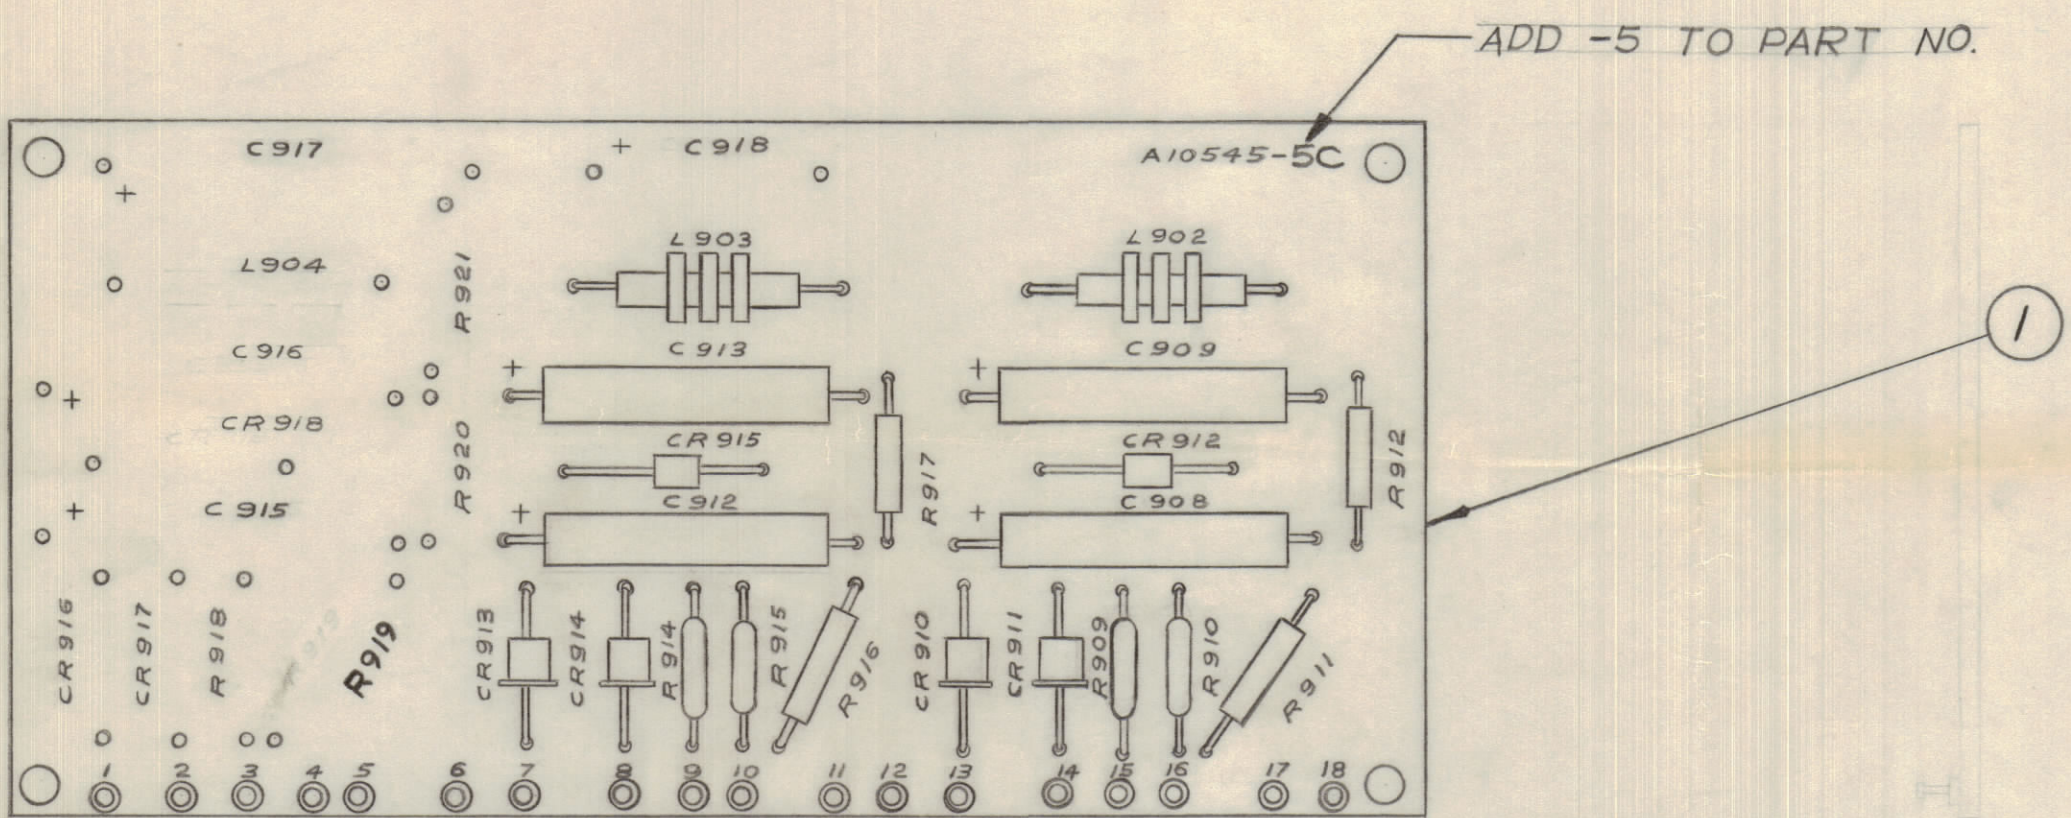 ADD -5 TO PART NO.
C917
+
+ C918
A10545-5C
L904
R921
L903
L902
1
C916
+
CR918
R920
+ C913
CR915
R917
+ C909
CR912
R912
+ C915
+ C912
+ C908
CR916
CR917
R918
R919
R919
CR913
CR914
R914
R915
R916
CR910
CR911
R909
R910
R911
1 2 3 4 5 6 7 8 9 10 11 12 13 14 15 16 17 18